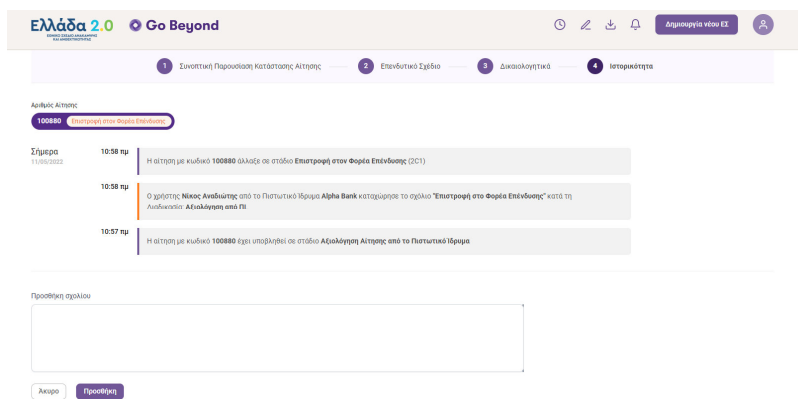 Ελλάδα 2.0
ΕΘΝΙΚΟ ΣΧΕΔΙΟ ΑΝΑΚΑΜΨΗΣ
ΚΑΙ ΑΝΘΕΚΤΙΚΟΤΗΤΑΣ
Go Beyond
Δημιουργία νέου ΕΣ
1 Συνοπτική Παρουσίαση Κατάστασης Αίτησης
2 Επενδυτικό Σχέδιο
3 Δικαιολογητικά
4 Ιστορικότητα
Αριθμός Αίτησης
100880 Επιστροφή στον Φορέα Επένδυσης
Σήμερα
11/05/2022
10:58 πμ
Η αίτηση με κωδικό 100880 άλλαξε σε στάδιο Επιστροφή στον Φορέα Επένδυσης (2C1)
10:58 πμ
Ο χρήστης Νίκος Αναδιώτης από το Πιστωτικό Ίδρυμα Alpha Bank καταχώρησε το σχόλιο "Επιστροφή στο Φορέα Επένδυσης" κατά τη
Διαδικασία: Αξιολόγηση από ΠΙ
10:57 πμ
Η αίτηση με κωδικό 100880 έχει υποβληθεί σε στάδιο Αξιολόγηση Αίτησης από το Πιστωτικό Ίδρυμα
Προσθήκη σχολίου
Άκυρο
Προσθήκη